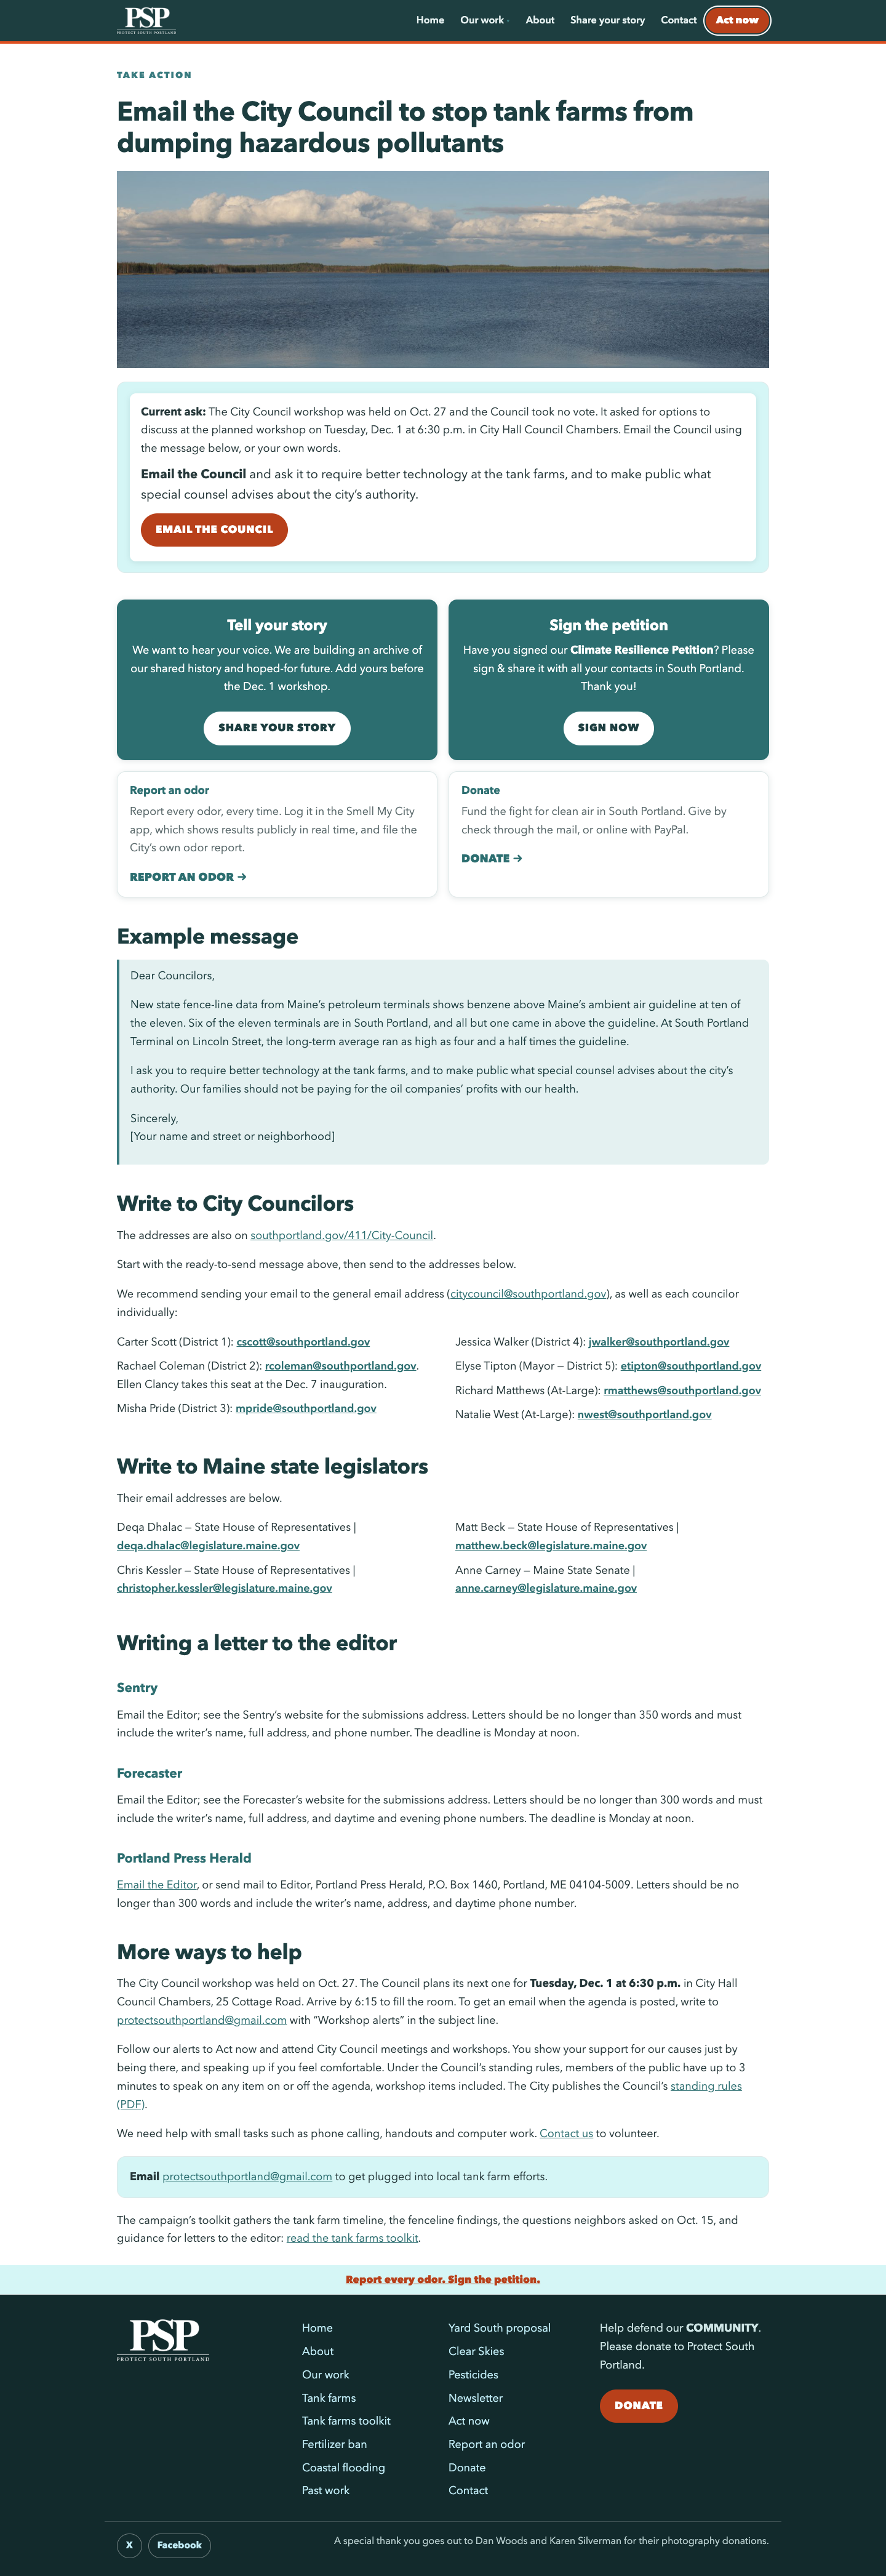 PSP
PROTECT SOUTH PORTLAND
Home
Our work
About
Share your story
Contact
Act now
TAKE ACTION
Email the City Council to stop tank farms from
dumping hazardous pollutants
Current ask: The City Council workshop was held on Oct. 27 and the Council took no vote. It asked for options to
discuss at the planned workshop on Tuesday, Dec. 1 at 6:30 p.m. in City Hall Council Chambers. Email the Council using
the message below, or your own words.
Email the Council and ask it to require better technology at the tank farms, and to make public what
special counsel advises about the city’s authority.
EMAIL THE COUNCIL
Tell your story
We want to hear your voice. We are building an archive of
our shared history and hoped-for future. Add yours before
the Dec. 1 workshop.
SHARE YOUR STORY
Sign the petition
Have you signed our Climate Resilience Petition? Please
sign & share it with all your contacts in South Portland.
Thank you!
SIGN NOW
Report an odor
Report every odor, every time. Log it in the Smell My City
app, which shows results publicly in real time, and file the
City’s own odor report.
REPORT AN ODOR →
Donate
Fund the fight for clean air in South Portland. Give by
check through the mail, or online with PayPal.
DONATE →
Example message
Dear Councilors,
New state fence-line data from Maine’s petroleum terminals shows benzene above Maine’s ambient air guideline at ten of
the eleven. Six of the eleven terminals are in South Portland, and all but one came in above the guideline. At South Portland
Terminal on Lincoln Street, the long-term average ran as high as four and a half times the guideline.
I ask you to require better technology at the tank farms, and to make public what special counsel advises about the city’s
authority. Our families should not be paying for the oil companies’ profits with our health.
Sincerely,
[Your name and street or neighborhood]
Write to City Councilors
The addresses are also on southportland.gov/411/City-Council.
Start with the ready-to-send message above, then send to the addresses below.
We recommend sending your email to the general email address (citycouncil@southportland.gov), as well as each councilor
individually:
Carter Scott (District 1): cscott@southportland.gov
Rachael Coleman (District 2): rcoleman@southportland.gov.
Ellen Clancy takes this seat at the Dec. 7 inauguration.
Misha Pride (District 3): mpride@southportland.gov
Jessica Walker (District 4): jwalker@southportland.gov
Elyse Tipton (Mayor – District 5): etipton@southportland.gov
Richard Matthews (At-Large): rmatthews@southportland.gov
Natalie West (At-Large): nwest@southportland.gov
Write to Maine state legislators
Their email addresses are below.
Deqa Dhalac – State House of Representatives |
deqa.dhalac@legislature.maine.gov
Chris Kessler – State House of Representatives |
christopher.kessler@legislature.maine.gov
Matt Beck – State House of Representatives |
matthew.beck@legislature.maine.gov
Anne Carney – Maine State Senate |
anne.carney@legislature.maine.gov
Writing a letter to the editor
Sentry
Email the Editor; see the Sentry’s website for the submissions address. Letters should be no longer than 350 words and must
include the writer’s name, full address, and phone number. The deadline is Monday at noon.
Forecaster
Email the Editor; see the Forecaster’s website for the submissions address. Letters should be no longer than 300 words and must
include the writer’s name, full address, and daytime and evening phone numbers. The deadline is Monday at noon.
Portland Press Herald
Email the Editor, or send mail to Editor, Portland Press Herald, P.O. Box 1460, Portland, ME 04104-5009. Letters should be no
longer than 300 words and include the writer’s name, address, and daytime phone number.
More ways to help
The City Council workshop was held on Oct. 27. The Council plans its next one for Tuesday, Dec. 1 at 6:30 p.m. in City Hall
Council Chambers, 25 Cottage Road. Arrive by 6:15 to fill the room. To get an email when the agenda is posted, write to
protectsouthportland@gmail.com with “Workshop alerts” in the subject line.
Follow our alerts to Act now and attend City Council meetings and workshops. You show your support for our causes just by
being there, and speaking up if you feel comfortable. Under the Council’s standing rules, members of the public have up to 3
minutes to speak on any item on or off the agenda, workshop items included. The City publishes the Council’s standing rules
(PDF).
We need help with small tasks such as phone calling, handouts and computer work. Contact us to volunteer.
Email protectsouthportland@gmail.com to get plugged into local tank farm efforts.
The campaign’s toolkit gathers the tank farm timeline, the fenceline findings, the questions neighbors asked on Oct. 15, and
guidance for letters to the editor: read the tank farms toolkit.
Report every odor. Sign the petition.
PSP
PROTECT SOUTH PORTLAND
Home
About
Our work
Tank farms
Tank farms toolkit
Fertilizer ban
Coastal flooding
Past work
Yard South proposal
Clear Skies
Pesticides
Newsletter
Act now
Report an odor
Donate
Contact
Help defend our COMMUNITY.
Please donate to Protect South
Portland.
DONATE
X
Facebook
A special thank you goes out to Dan Woods and Karen Silverman for their photography donations.